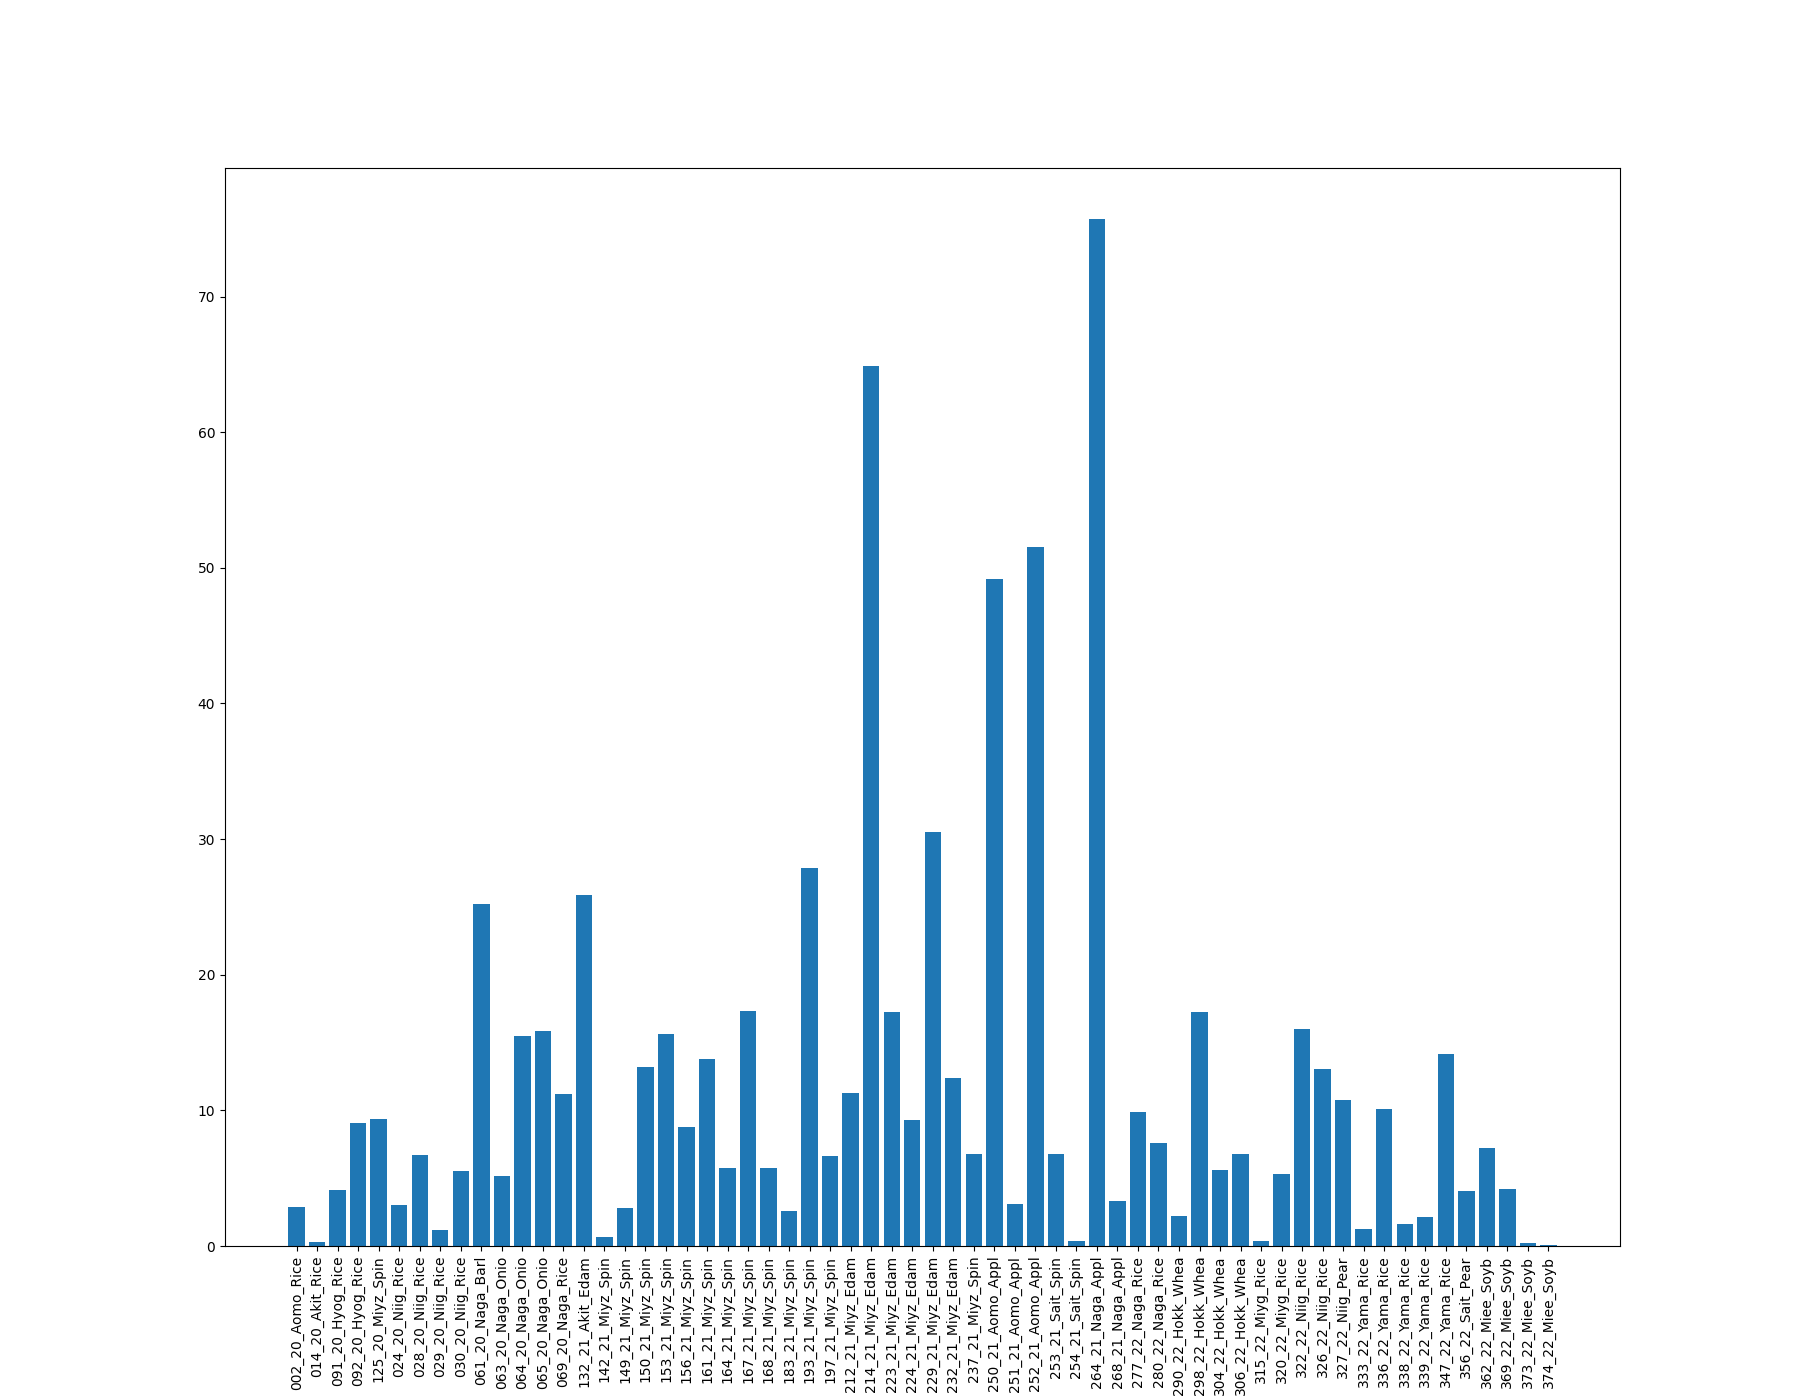 70
60
50
40
30
20
10
0
002_20_Aomo_Rice
014_20_Akit_Rice
091_20_Hyog_Rice
092_20_Hyog_Rice
125_20_Miyz_Spin
024_20_Niig_Rice
028_20_Niig_Rice
029_20_Niig_Rice
030_20_Niig_Rice
061_20_Naga_Barl
063_20_Naga_Onio
064_20_Naga_Onio
065_20_Naga_Onio
069_20_Naga_Rice
132_21_Akit_Edam
142_21_Miyz_Spin
149_21_Miyz_Spin
150_21_Miyz_Spin
153_21_Miyz_Spin
156_21_Miyz_Spin
161_21_Miyz_Spin
164_21_Miyz_Spin
167_21_Miyz_Spin
168_21_Miyz_Spin
183_21_Miyz_Spin
193_21_Miyz_Spin
197_21_Miyz_Spin
212_21_Miyz_Edam
214_21_Miyz_Edam
223_21_Miyz_Edam
224_21_Miyz_Edam
229_21_Miyz_Edam
232_21_Miyz_Edam
237_21_Miyz_Spin
250_21_Aomo_Appl
251_21_Aomo_Appl
252_21_Aomo_Appl
253_21_Sait_Spin
254_21_Sait_Spin
264_21_Naga_Appl
268_21_Naga_Appl
277_22_Naga_Rice
280_22_Naga_Rice
290_22_Hokk_Whea
298_22_Hokk_Whea
304_22_Hokk_Whea
306_22_Hokk_Whea
315_22_Miyg_Rice
320_22_Miyg_Rice
322_22_Niig_Rice
326_22_Niig_Rice
327_22_Niig_Pear
333_22_Yama_Rice
336_22_Yama_Rice
338_22_Yama_Rice
339_22_Yama_Rice
347_22_Yama_Rice
356_22_Sait_Pear
362_22_Miee_Soyb
369_22_Miee_Soyb
373_22_Miee_Soyb
374_22_Miee_Soyb